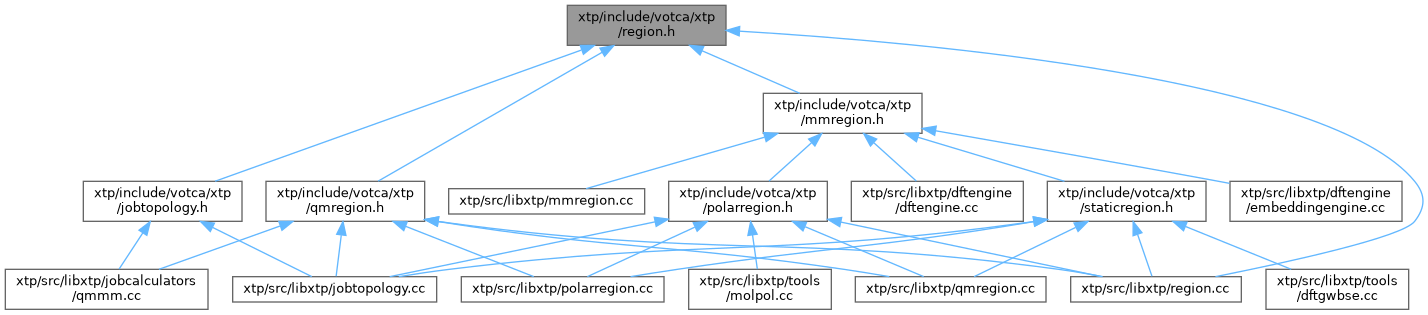 xtp/include/votca/xtp
/region.h
xtp/include/votca/xtp
/mmregion.h
xtp/include/votca/xtp
/jobtopology.h
xtp/include/votca/xtp
/qmregion.h
xtp/src/libxtp/mmregion.cc
xtp/include/votca/xtp
/polarregion.h
xtp/src/libxtp/dftengine
/dftengine.cc
xtp/include/votca/xtp
/staticregion.h
xtp/src/libxtp/dftengine
/embeddingengine.cc
xtp/src/libxtp/jobcalculators
/qmmm.cc
xtp/src/libxtp/jobtopology.cc
xtp/src/libxtp/polarregion.cc
xtp/src/libxtp/tools
/molpol.cc
xtp/src/libxtp/qmregion.cc
xtp/src/libxtp/region.cc
xtp/src/libxtp/tools
/dftgwbse.cc